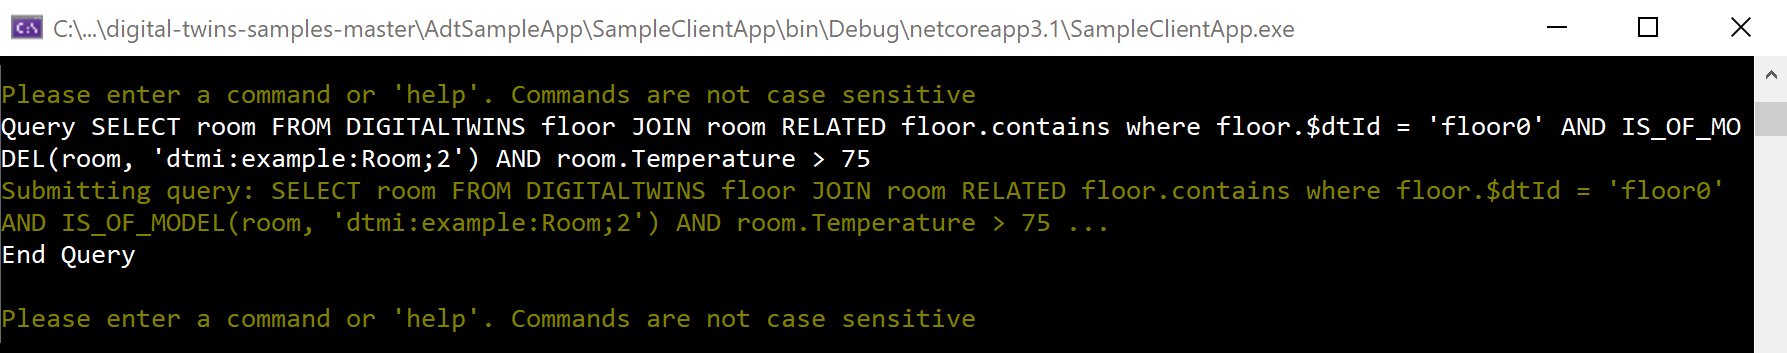 C:\...\digital-twins-samples-master\AdtSampleApp\SampleClientApp\bin\Debug\netcoreapp3.1\SampleClientApp.exe
Please enter a command or 'help'. Commands are not case sensitive
Query SELECT room FROM DIGITALTWINS floor JOIN room RELATED floor.contains where floor.$dtId = 'floor0' AND IS_OF_MO
DEL(room, 'dtmi:example:Room;2') AND room.Temperature > 75
Submitting query: SELECT room FROM DIGITALTWINS floor JOIN room RELATED floor.contains where floor.$dtId = 'floor0'
AND IS_OF_MODEL(room, 'dtmi:example:Room;2') AND room.Temperature > 75 ...
End Query
Please enter a command or 'help'. Commands are not case sensitive